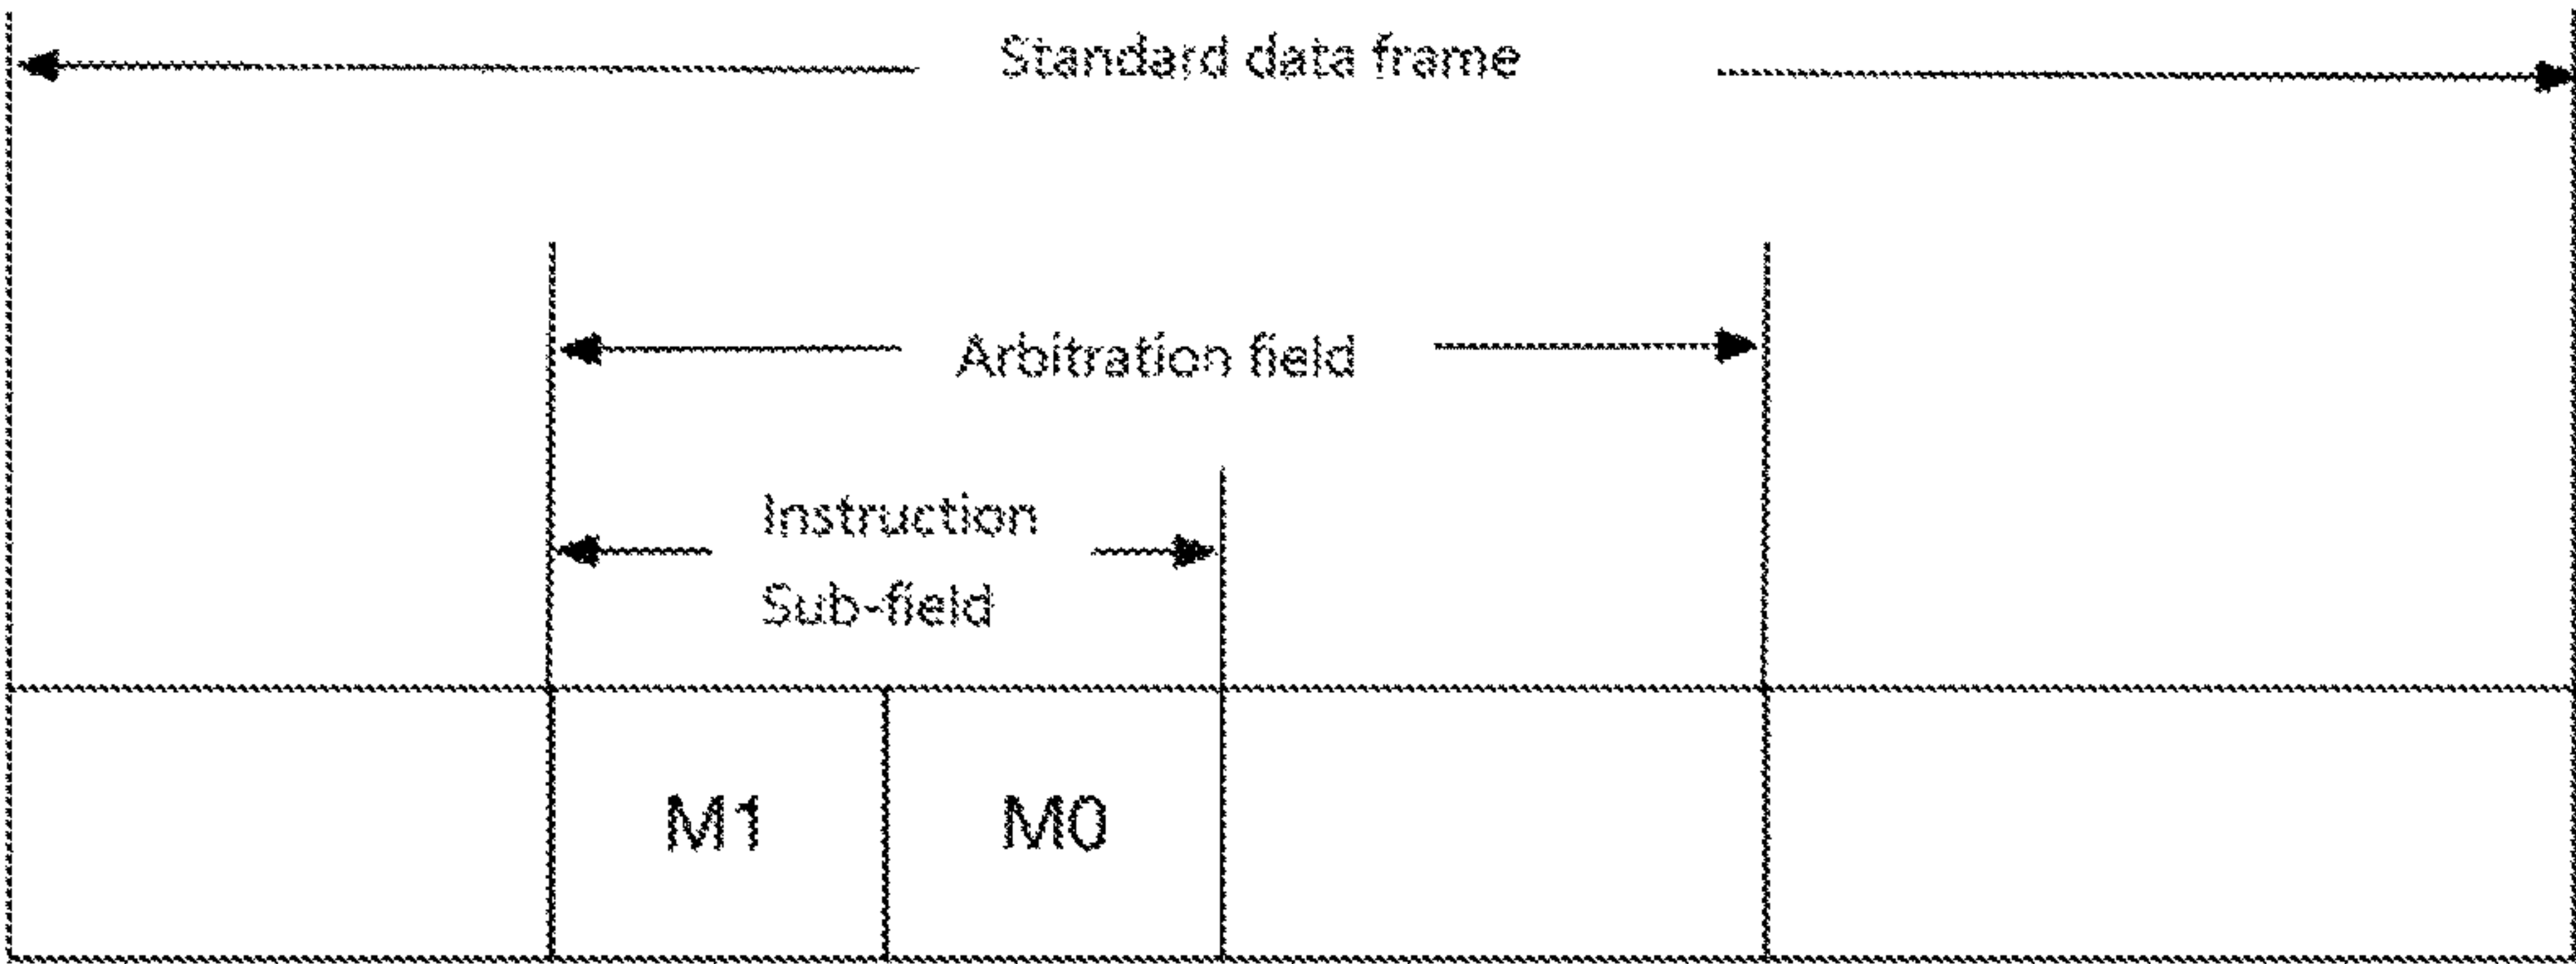 Standard data frame
Arbitration field
Instruction
Sub-field
M1 M0